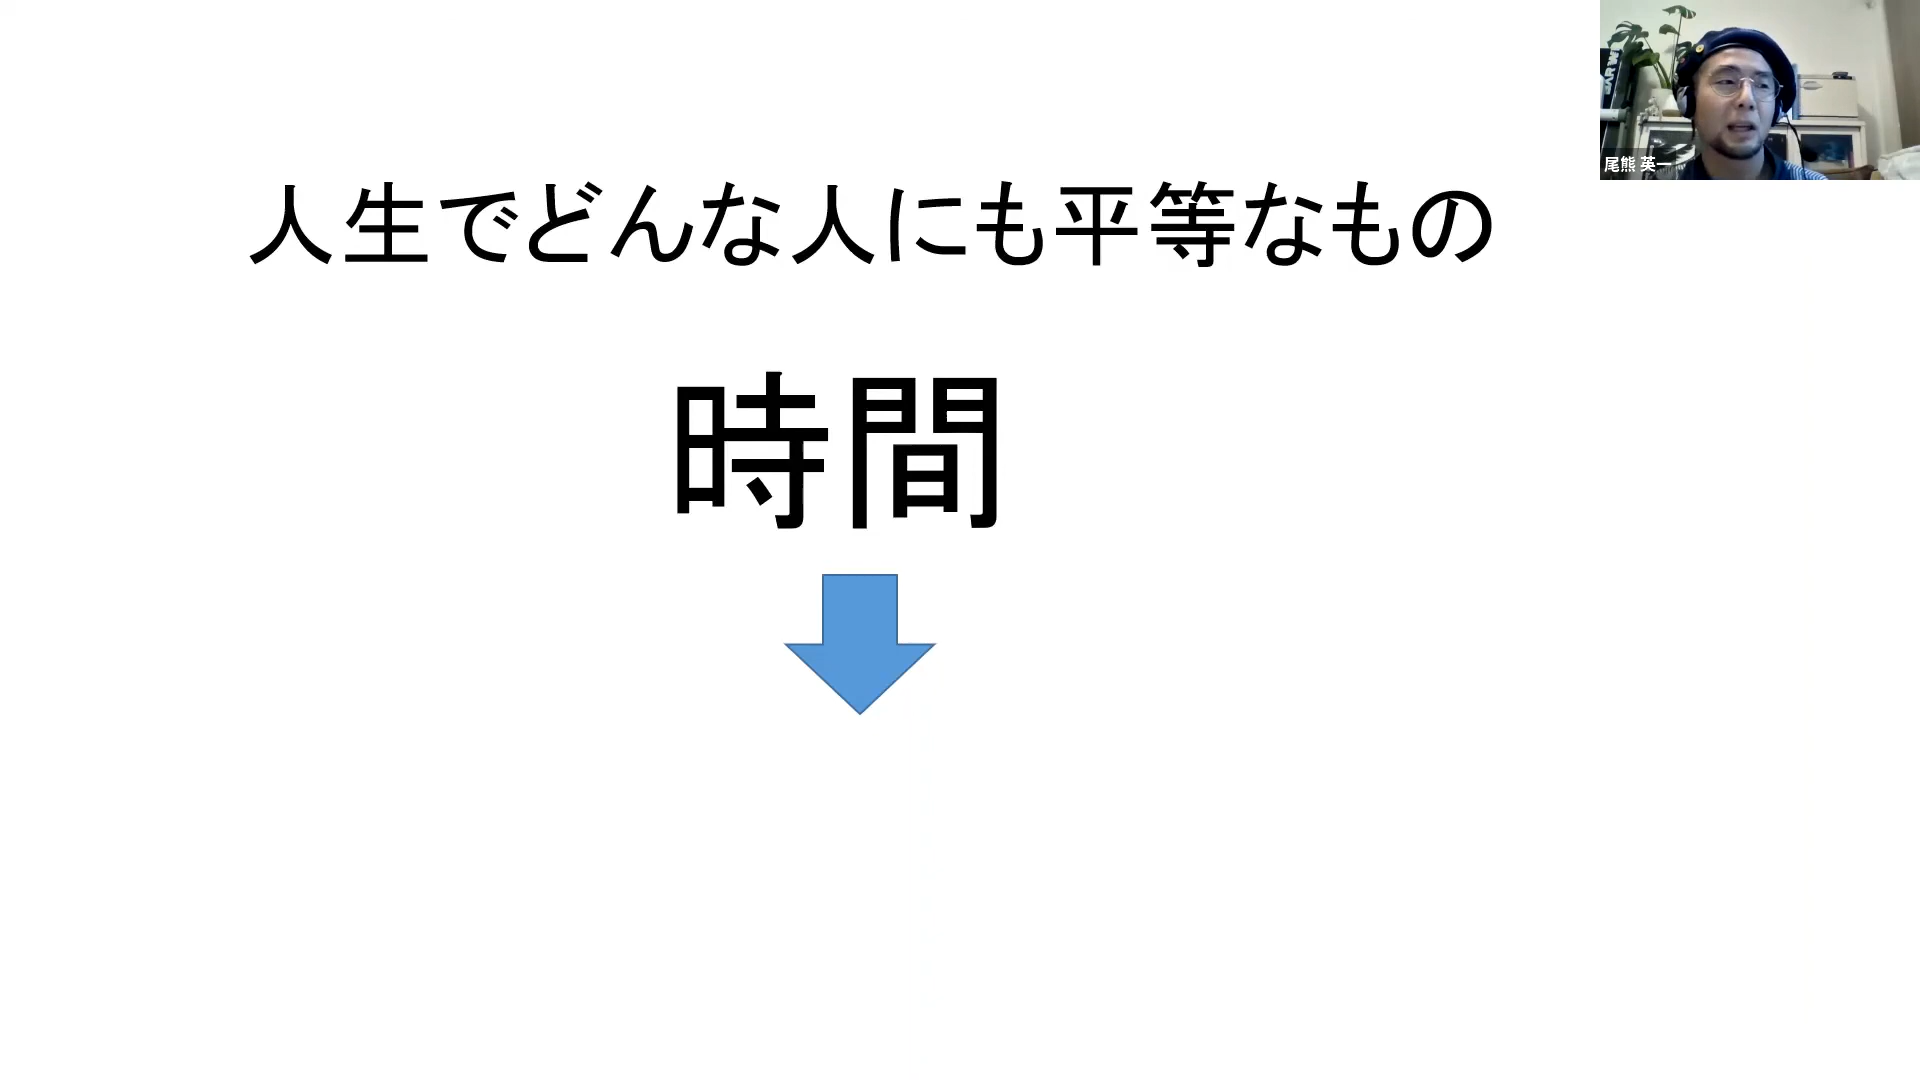 人生でどんな人にも平等なもの
時間
尾熊 英一